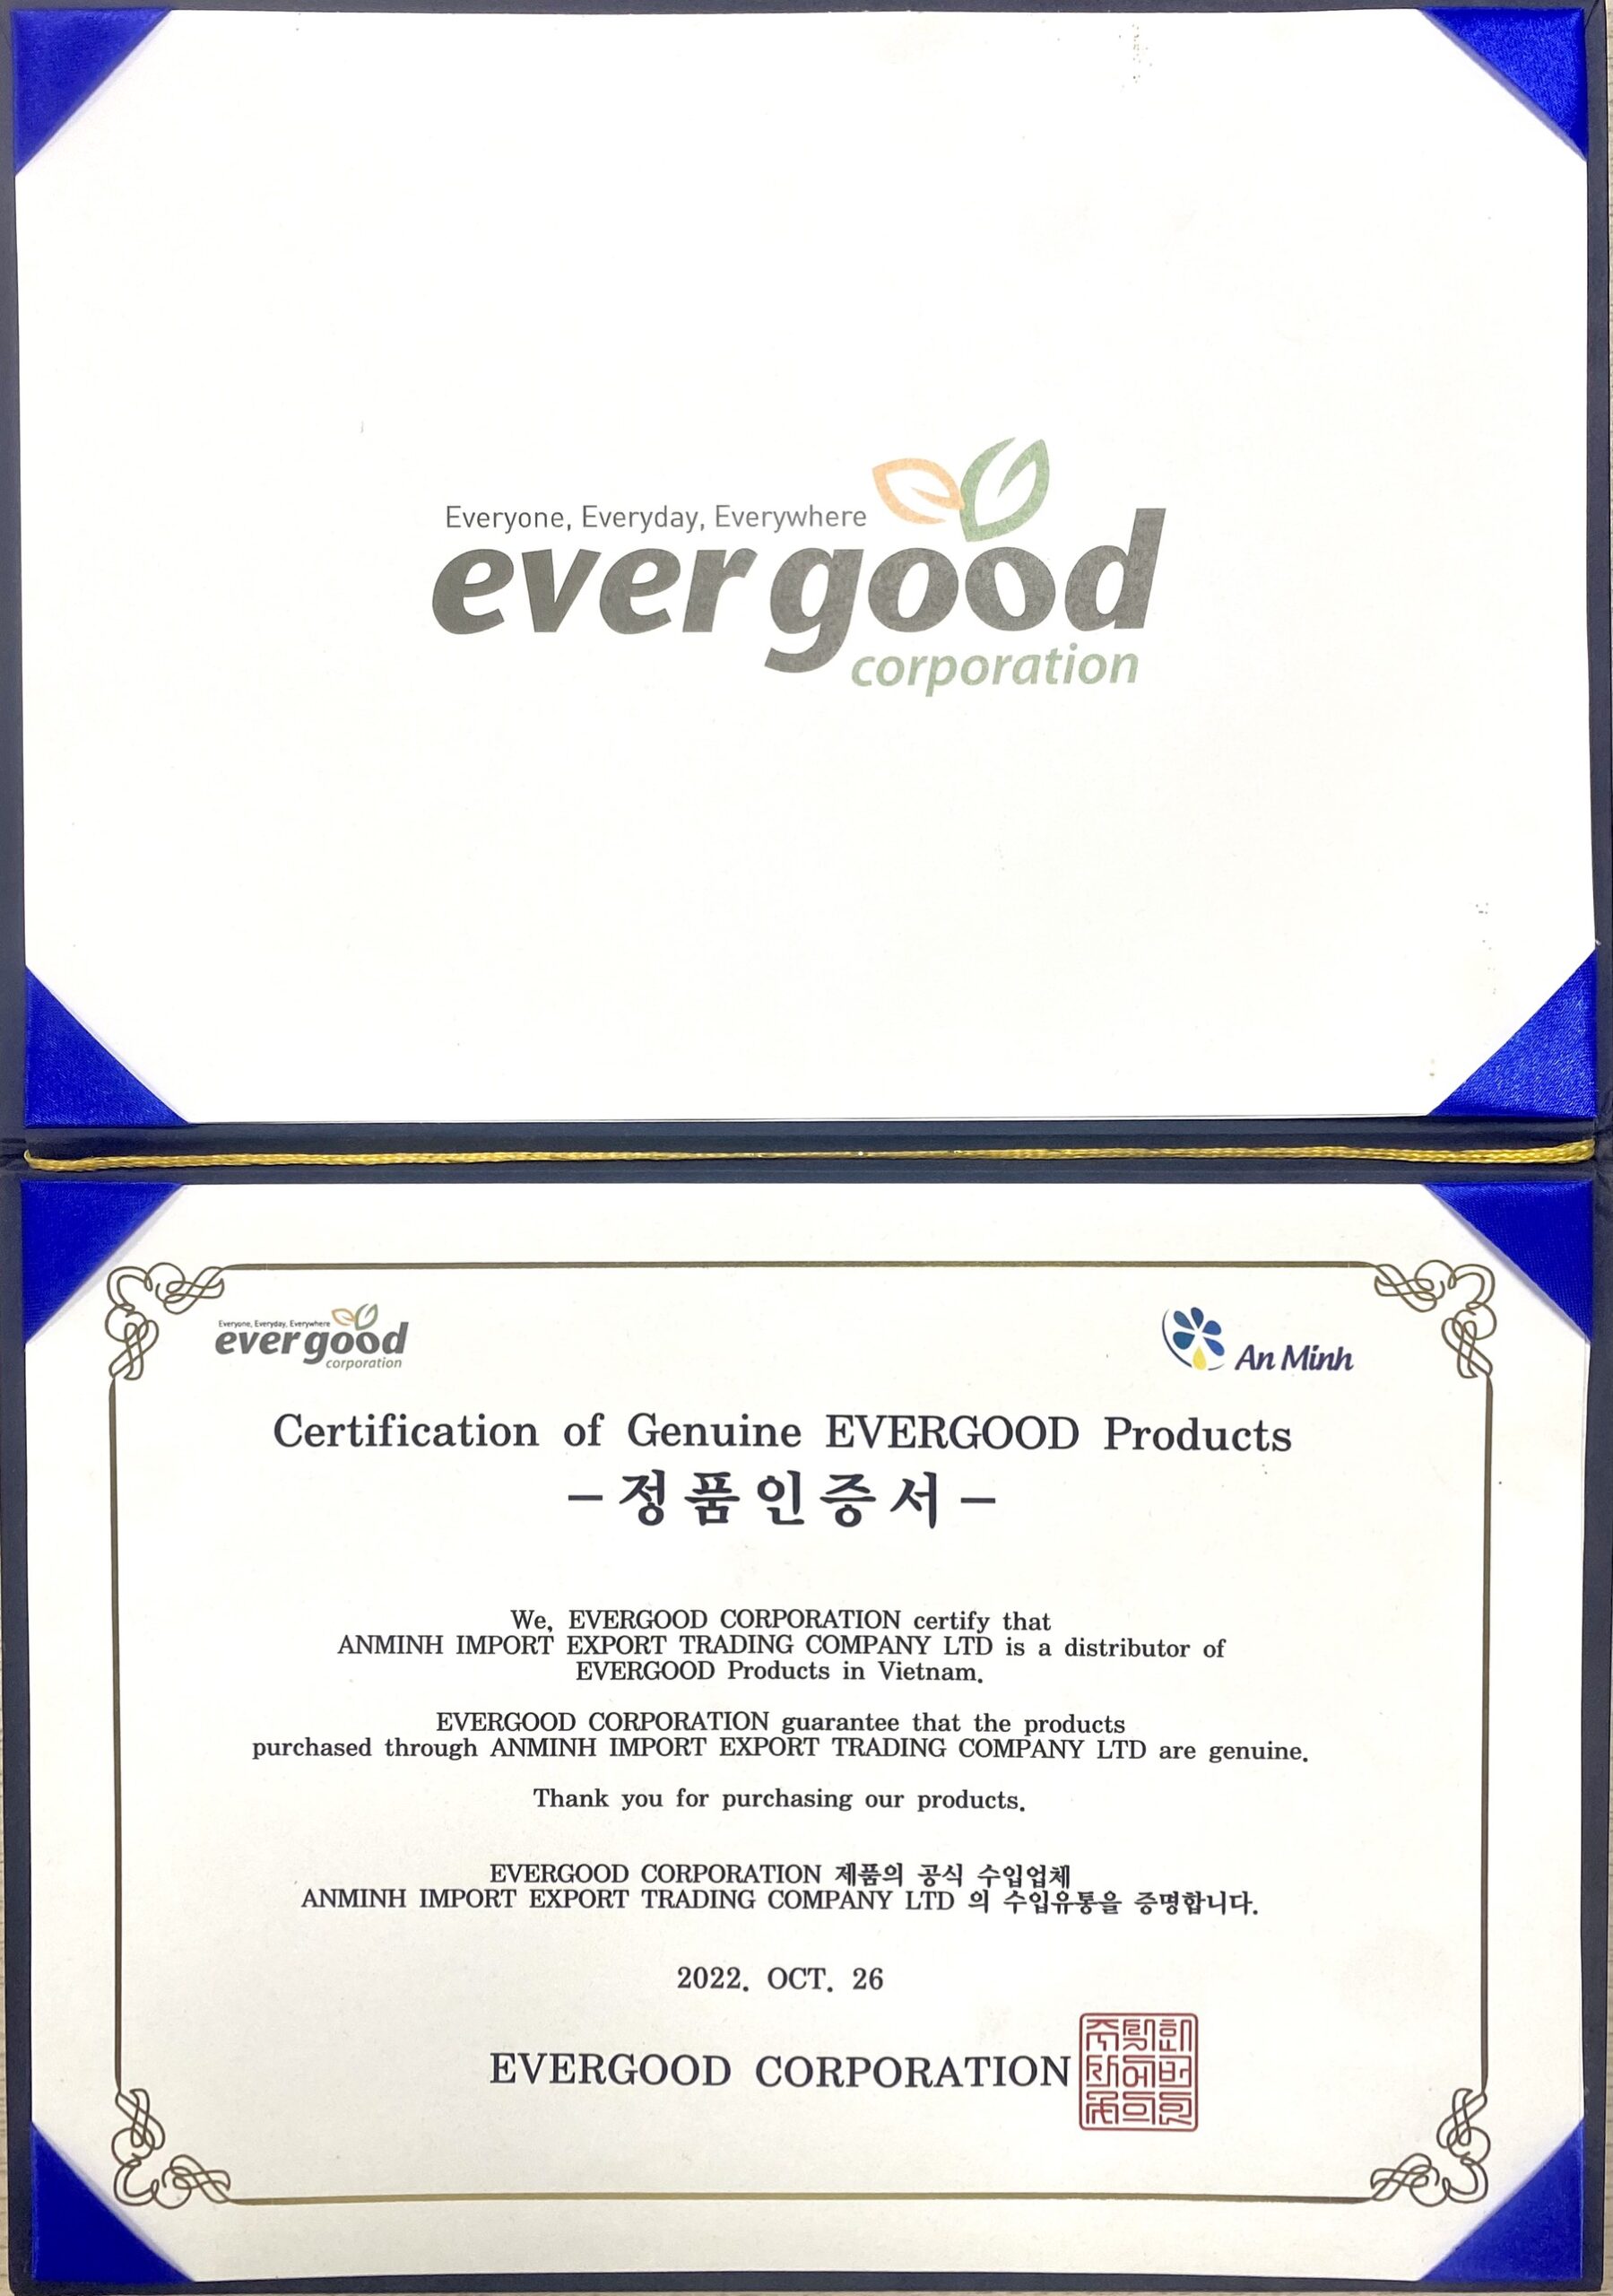 Everyone, Everyday, Everywhere
ever good
corporation
Everyone, Everyday, Everywhere
ever good
corporation
An Minh
Certification of Genuine EVERGOOD Products
-정품인증서-
We, EVERGOOD CORPORATION certify that
ANMINH IMPORT EXPORT TRADING COMPANY LTD is a distributor of
EVERGOOD Products in Vietnam.
EVERGOOD CORPORATION guarantee that the products
purchased through ANMINH IMPORT EXPORT TRADING COMPANY LTD are genuine.
Thank you for purchasing our products.
EVERGOOD CORPORATION 제품의 공식 수입업체
ANMINH IMPORT EXPORT TRADING COMPANY LTD 의 수입유통을 증명합니다.
2022. OCT. 26
EVERGOOD CORPORATION